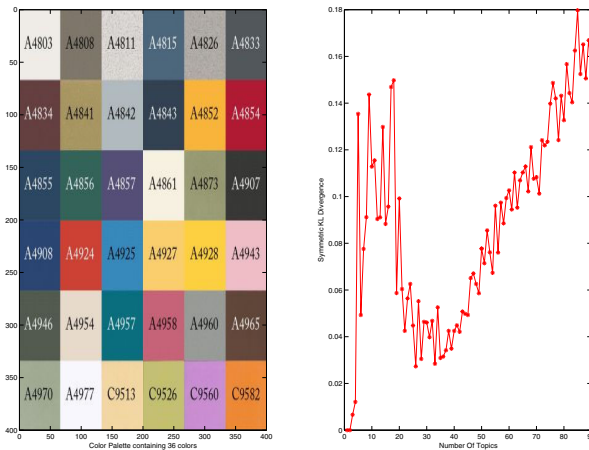 0
50
100
150
200
250
300
350
400
A4803 A4808 A4811 A4815 A4826 A4833
A4834 A4841 A4842 A4843 A4852 A4854
A4855 A4856 A4857 A4861 A4873 A4907
A4908 A4924 A4925 A4927 A4928 A4943
A4946 A4954 A4957 A4958 A4960 A4965
A4970 A4977 C9513 C9526 C9560 C9582
0 50 100 150 200 250 300 350 400
Color Palette containing 36 colors
0.18
0.16
0.14
0.12
0.1
0.08
0.06
0.04
0.02
0
Symmetric KL Divergence
0 10 20 30 40 50 60 70 80 90
Number Of Topics